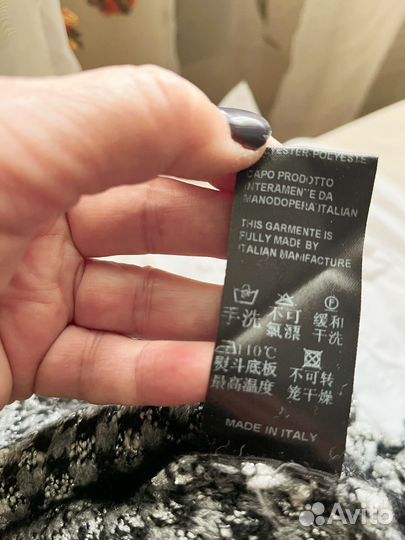 POLYESTER-POLYESTE
CAPO PRODOTTO
INTERAMENTE DA
MANODOPERA ITALIAN
THIS GARMENTE IS
FULLY MADE BY
ITALIAN MANIFACTURE
P
手洗 不可 缓和
氯漂 干洗
110℃
熨斗底板 不可转
最高温度 笼干燥
MADE IN ITALY
Avito